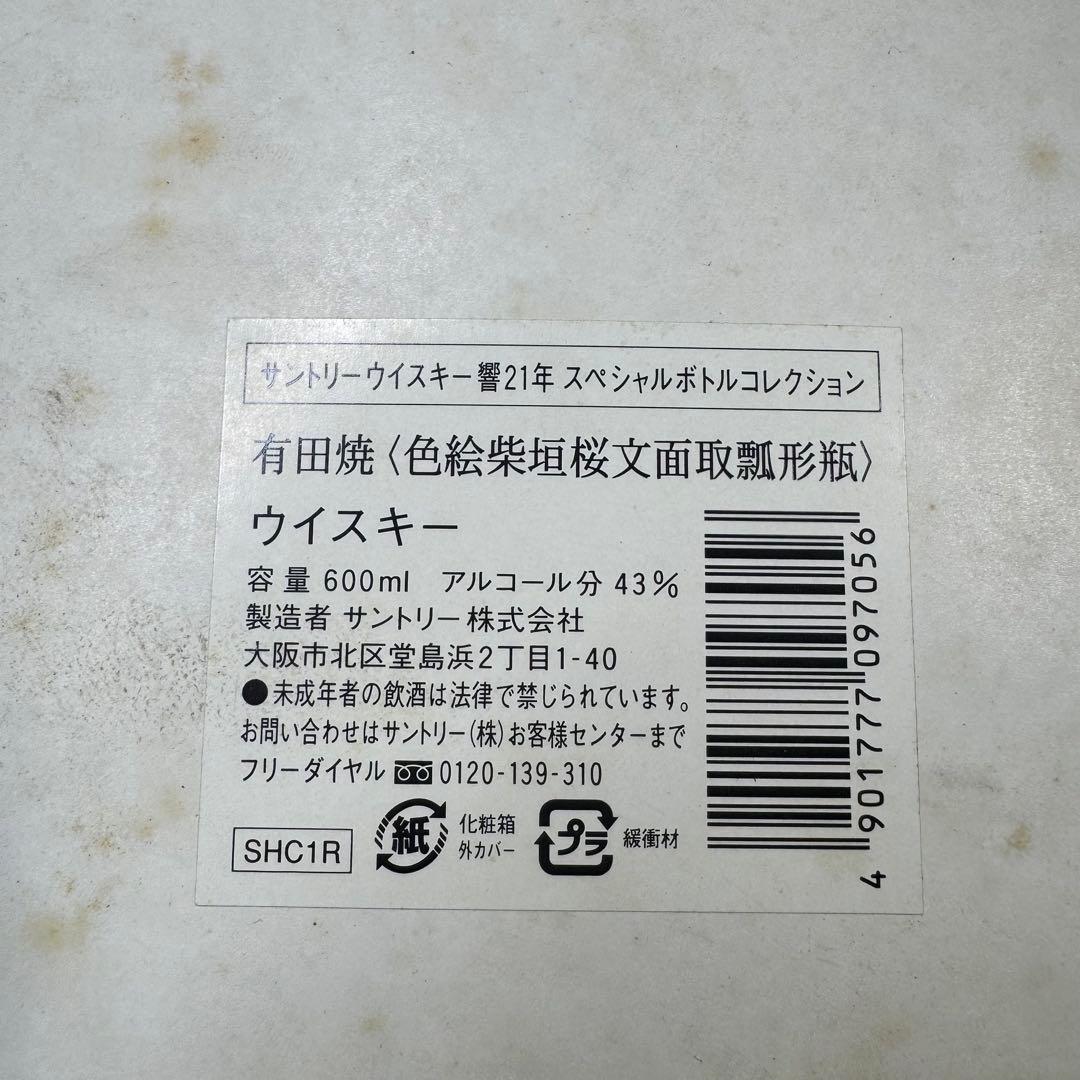 サントリーウイスキー響21年 スペシャルボトルコレクション
有田焼〈色絵柴垣桜文面取瓢形瓶〉
ウイスキー
容量 600ml アルコール分 43%
製造者 サントリー株式会社
大阪市北区堂島浜2丁目1-40
●未成年者の飲酒は法律で禁じられています。
お問い合わせはサントリー(株)お客様センターまで
フリーダイヤル 0120-139-310
SHC1R
紙
化粧箱
外カバー
プラ
緩衝材
4 901777 097056